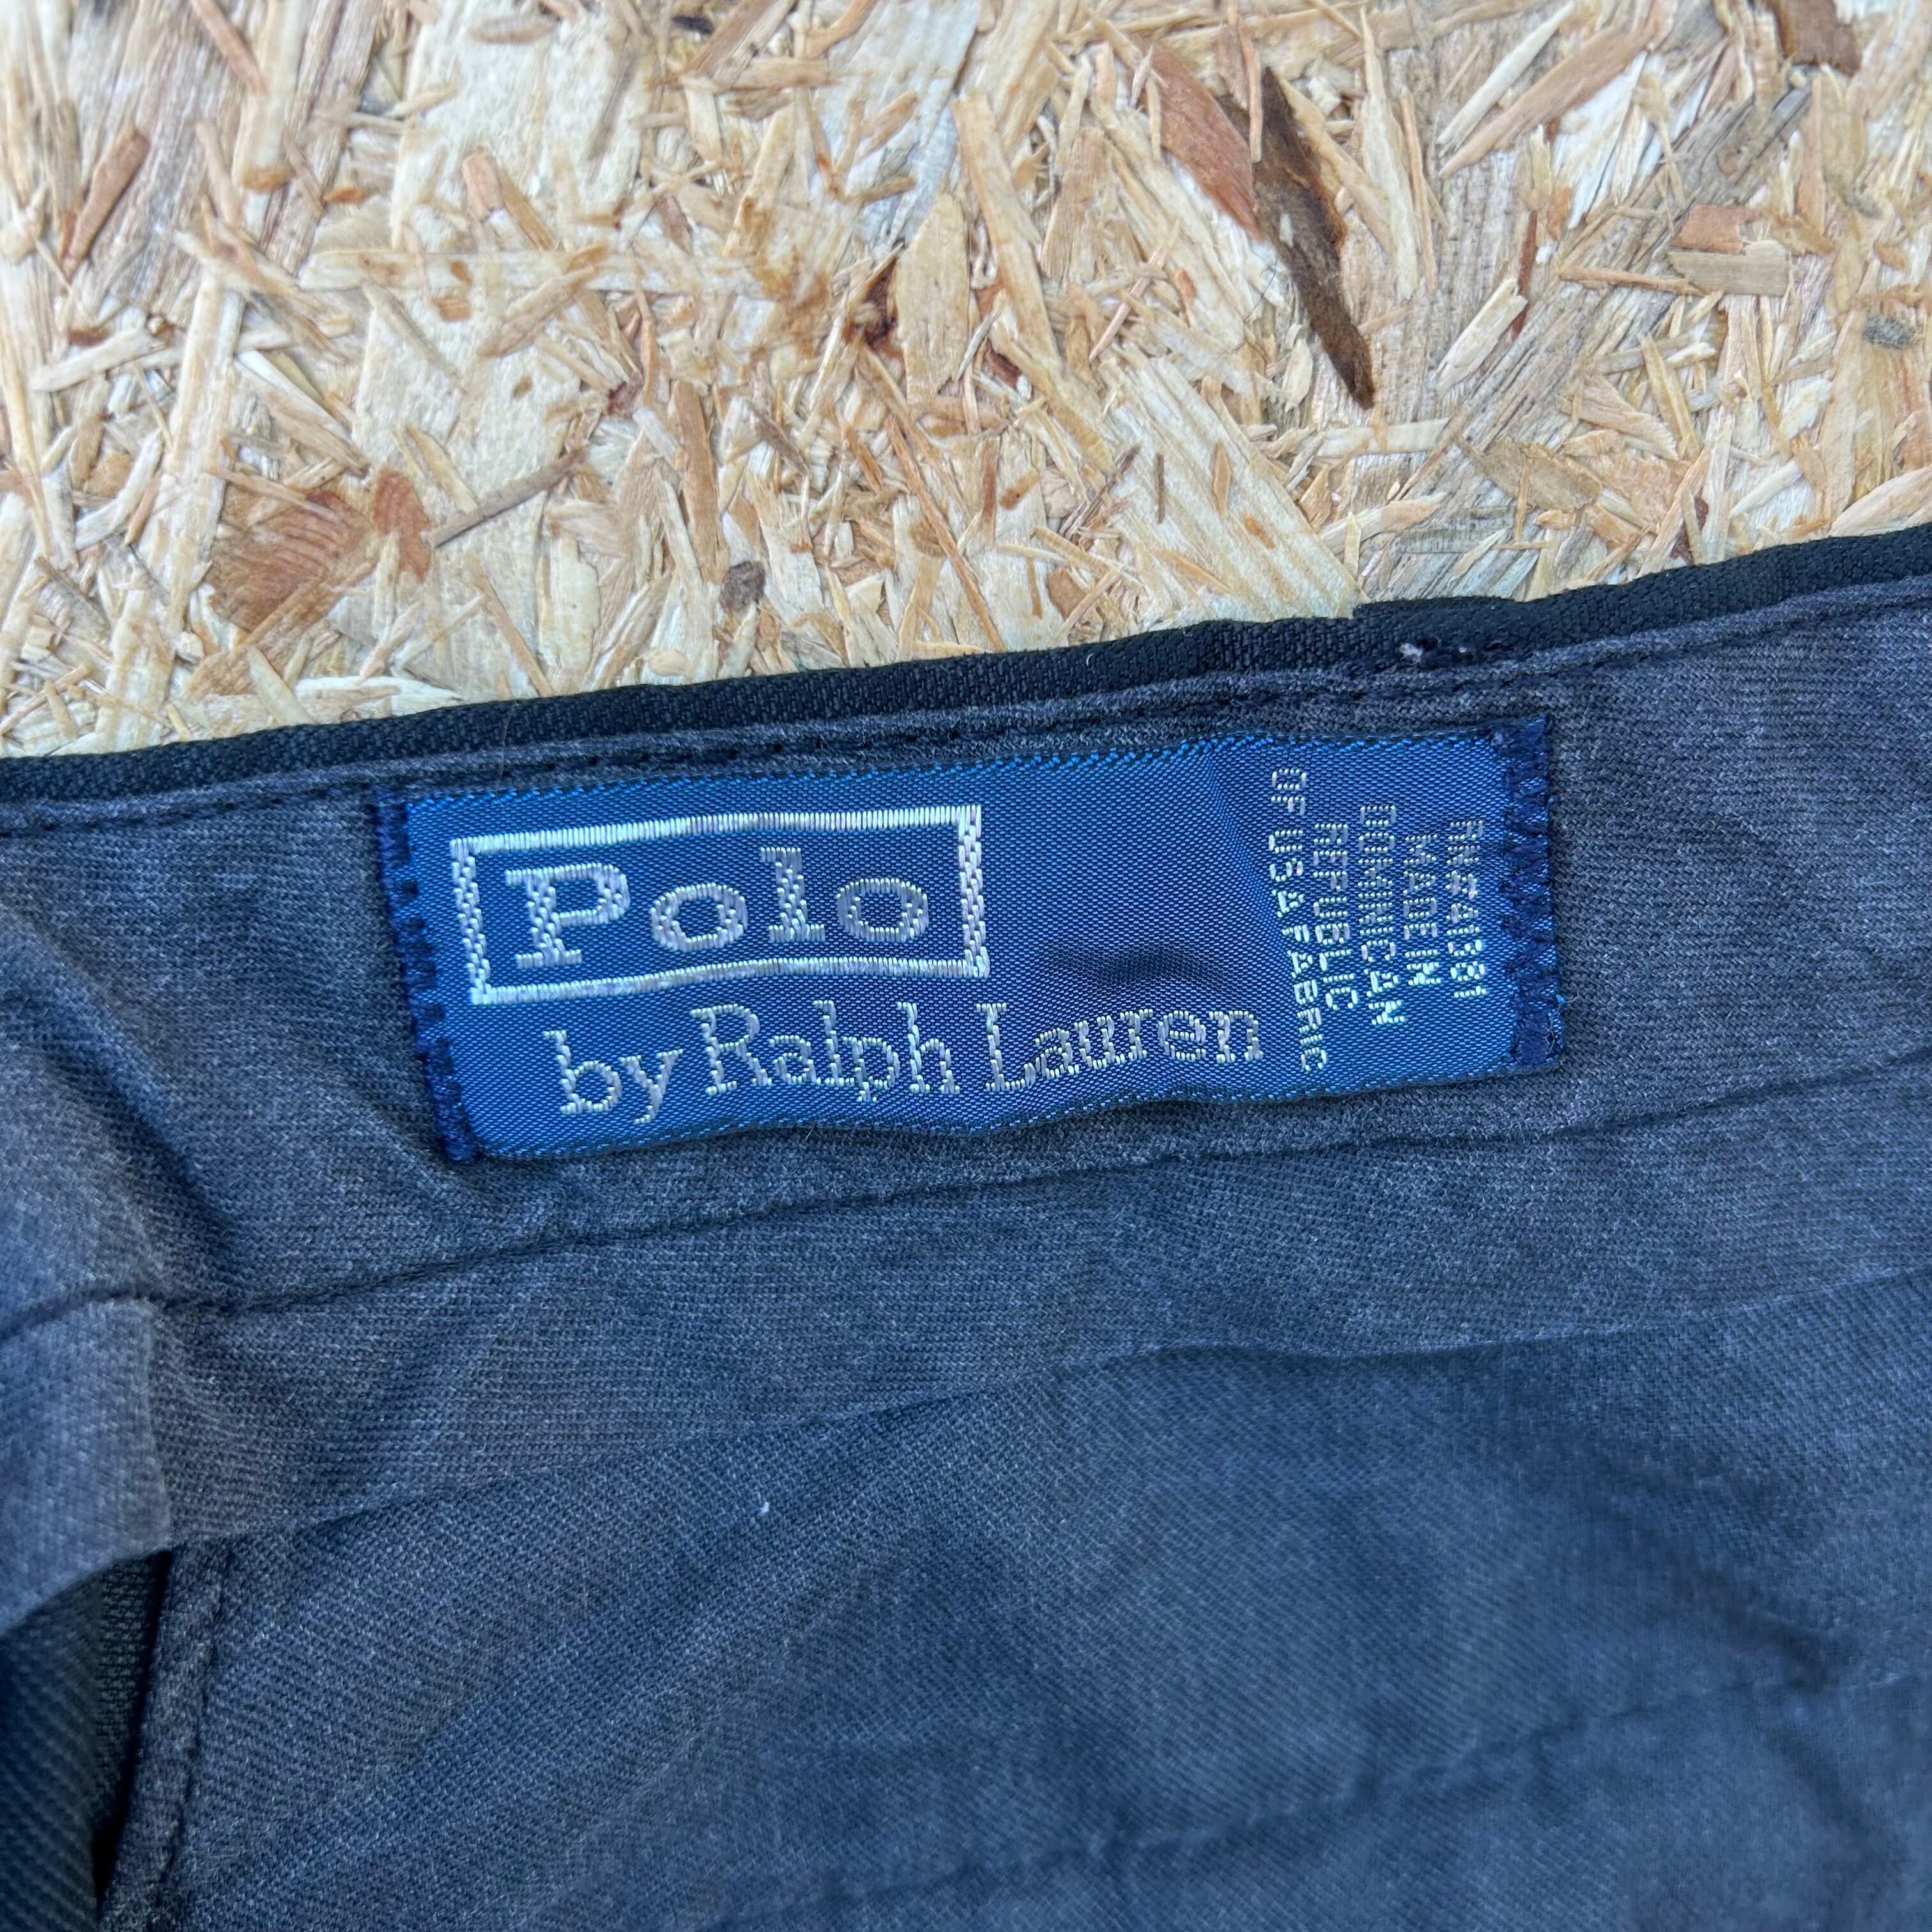 Polo
by Ralph Lauren
RN41381
MADE IN
DOMINICAN
REPUBLIC
OF USA FABRIC